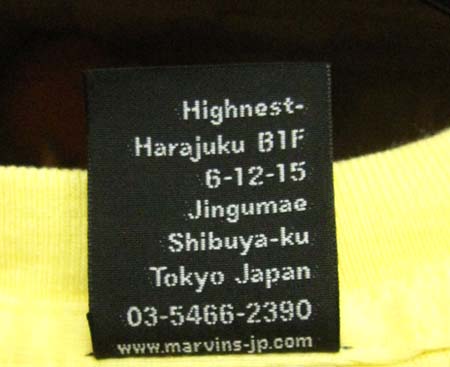 Highnest-
Harajuku B1F
6-12-15
Jingumae
Shibuya-ku
Tokyo Japan
03-5466-2390
www.marvins-jp.com